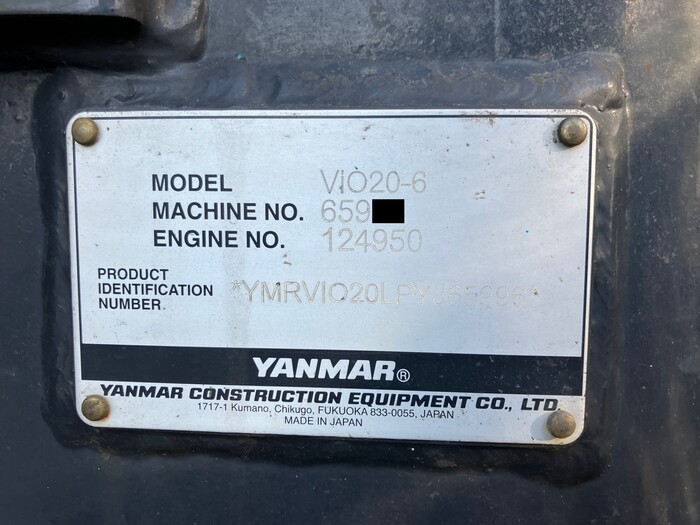 MODEL VIO20-6
MACHINE NO. 659
ENGINE NO. 124950
PRODUCT
IDENTIFICATION
NUMBER
YANMAR®
YANMAR CONSTRUCTION EQUIPMENT CO., LTD.
1717-1 Kumano, Chikugo, FUKUOKA 833-0055, JAPAN
MADE IN JAPAN